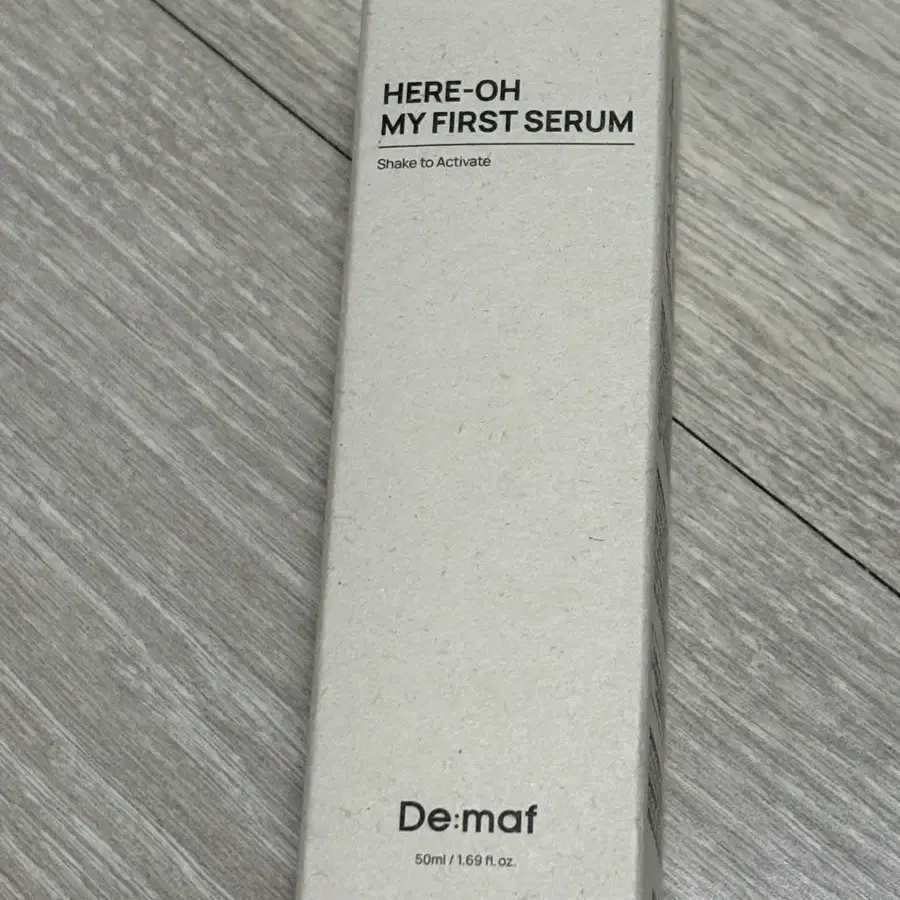 HERE-OH
MY FIRST SERUM
Shake to Activate
De:maf
50ml / 1.69 fl. oz.